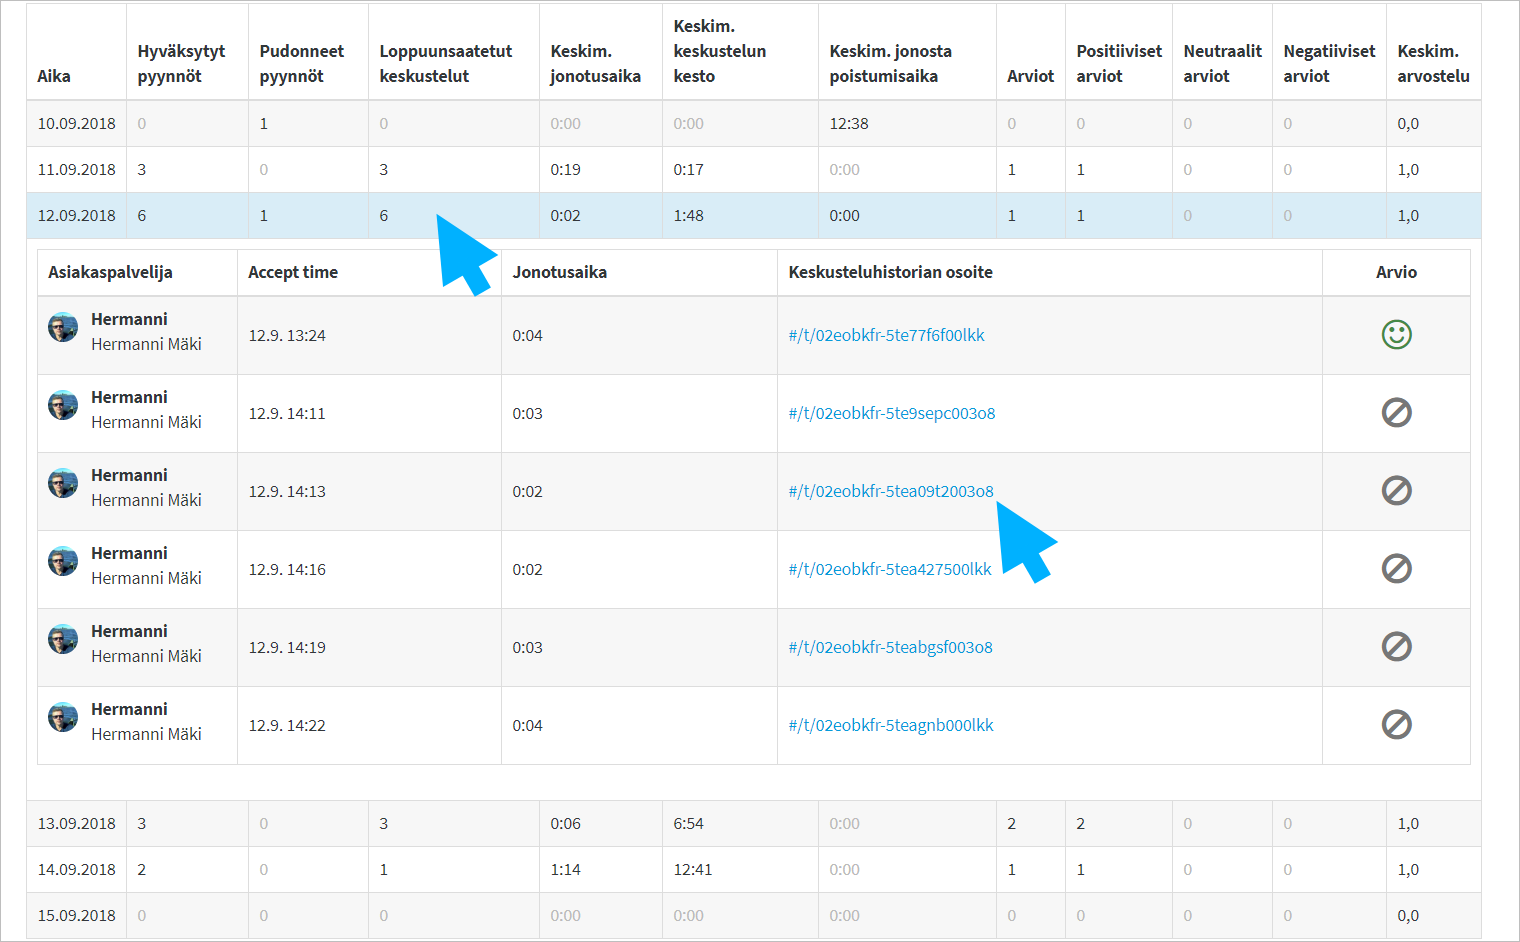 Aika Hyväksytyt pyynnöt Pudonneet pyynnöt Loppuunsaatetut keskustelut Keskim. jonotusaika Keskim. keskustelun kesto Keskim. jonosta poistumisaika Arviot Positiiviset arviot Neutraalit arviot Negatiiviset arviot Keskim. arvostelu
10.09.2018 0 1 0 0:00 0:00 12:38 0 0 0 0 0,0
11.09.2018 3 0 3 0:19 0:17 0:00 1 1 0 0 1,0
12.09.2018 6 1 6 0:02 1:48 0:00 1 1 0 0 1,0
Asiakaspalvelija Accept time Jonotusaika Keskusteluhistorian osoite Arvio
Hermanni
Hermanni Mäki 12.9. 13:24 0:04 #/t/02eobkfr-5te77f6f00lkk
Hermanni
Hermanni Mäki 12.9. 14:11 0:03 #/t/02eobkfr-5te9sepc003o8
Hermanni
Hermanni Mäki 12.9. 14:13 0:02 #/t/02eobkfr-5tea09t2003o8
Hermanni
Hermanni Mäki 12.9. 14:16 0:02 #/t/02eobkfr-5tea427500lkk
Hermanni
Hermanni Mäki 12.9. 14:19 0:03 #/t/02eobkfr-5teabgsf003o8
Hermanni
Hermanni Mäki 12.9. 14:22 0:04 #/t/02eobkfr-5teagnb000lkk
13.09.2018 3 0 3 0:06 6:54 0:00 2 2 0 0 1,0
14.09.2018 2 0 1 1:14 12:41 0:00 1 1 0 0 1,0
15.09.2018 0 0 0 0:00 0:00 0:00 0 0 0 0 0,0